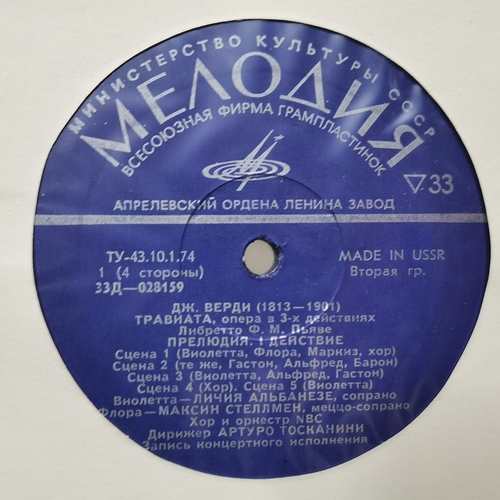 МИНИСТЕРСТВО КУЛЬТУРЫ СССР
МЕЛОДИЯ
ВСЕСОЮЗНАЯ ФИРМА ГРАМПЛАСТИНОК
▽33
АПРЕЛЕВСКИЙ ОРДЕНА ЛЕНИНА ЗАВОД
ТУ-43.10.1.74
1 (4 стороны)
33Д—028159
MADE IN USSR
Вторая гр.
ДЖ. ВЕРДИ (1813—1901)
ТРАВИАТА, опера в 3-х действиях
Либретто Ф. М. Пьяве
ПРЕЛЮДИЯ. I ДЕЙСТВИЕ
Сцена 1 (Виолетта, Флора, Маркиз, хор)
Сцена 2 (те же, Гастон, Альфред, Барон)
Сцена 3 (Виолетта, Альфред, Гастон)
Сцена 4 (Хор). Сцена 5 (Виолетта)
Виолетта—ЛИЧИЯ АЛЬБАНЕЗЕ, сопрано
Флора—МАКСИН СТЕЛЛМЕН, меццо-сопрано
Хор и оркестр NBC
Дирижер АРТУРО ТОСКАНИНИ
Запись концертного исполнения